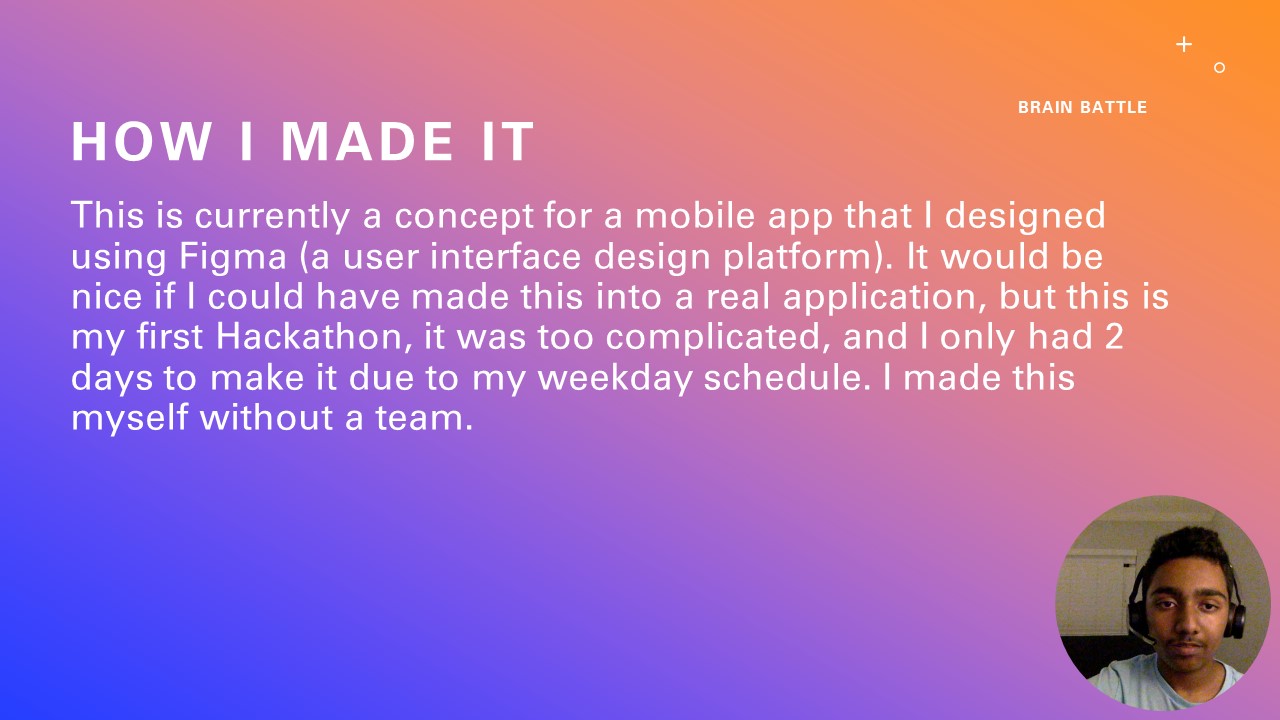 BRAIN BATTLE
HOW I MADE IT
This is currently a concept for a mobile app that I designed
using Figma (a user interface design platform). It would be
nice if I could have made this into a real application, but this is
my first Hackathon, it was too complicated, and I only had 2
days to make it due to my weekday schedule. I made this
myself without a team.